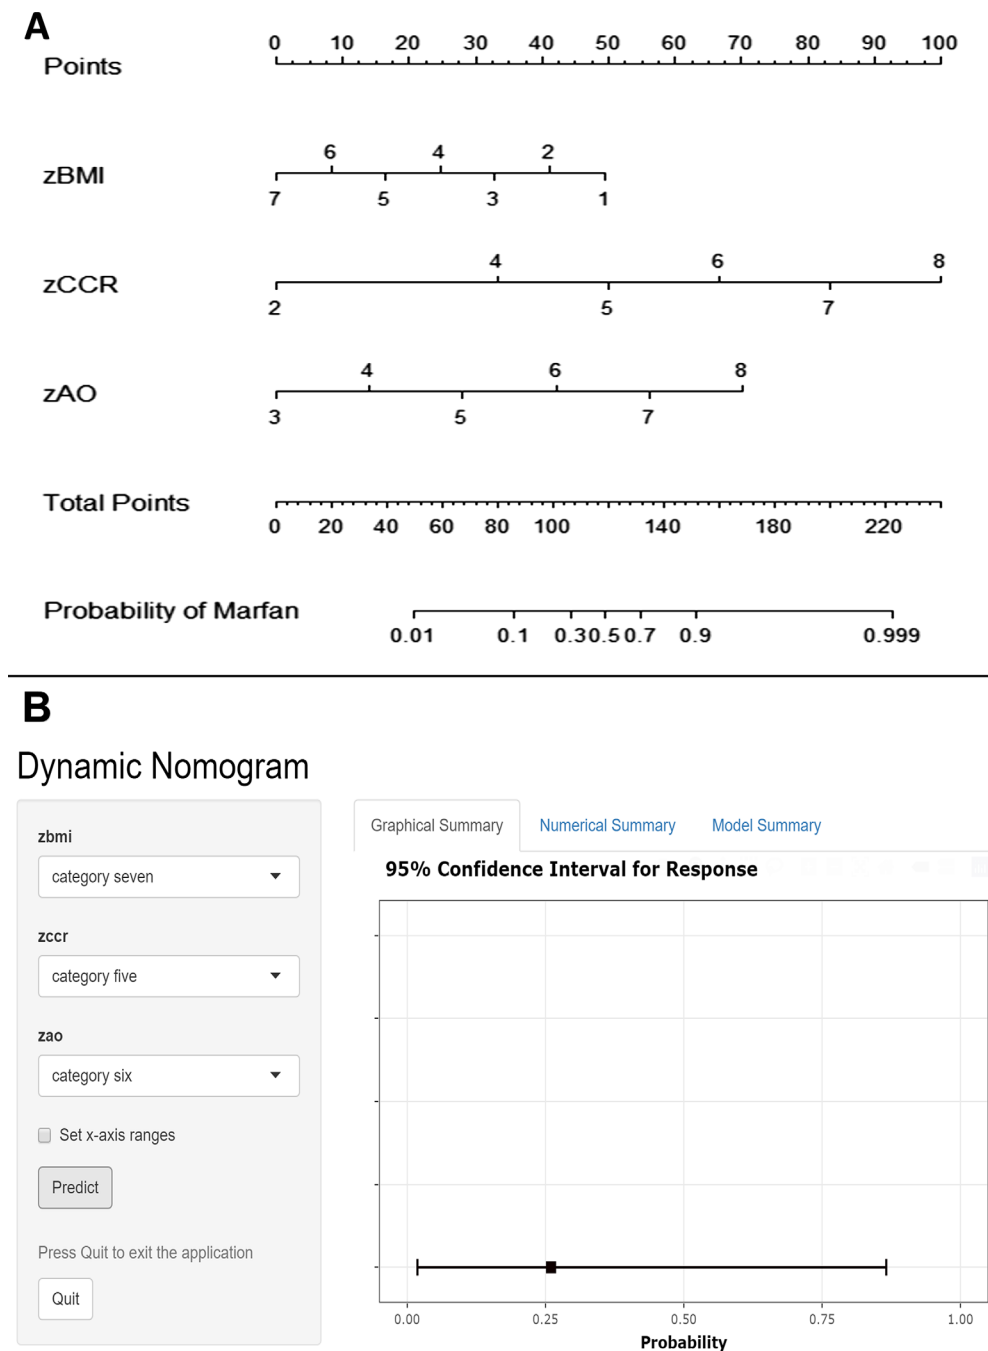 A
Points
0 10 20 30 40 50 60 70 80 90 100
zBMI
6 4 2
7 5 3 1
zCCR
4 6 8
2 5 7
zAO
4 6 8
3 5 7
Total Points
0 20 40 60 80 100 140 180 220
Probability of Marfan
0.01 0.1 0.3 0.5 0.7 0.9 0.999
B
Dynamic Nomogram
zbmi
category seven
zccr
category five
zao
category six
Set x-axis ranges
Predict
Press Quit to exit the application
Quit
Graphical Summary Numerical Summary Model Summary
95% Confidence Interval for Response
0.00 0.25 0.50 0.75 1.00
Probability